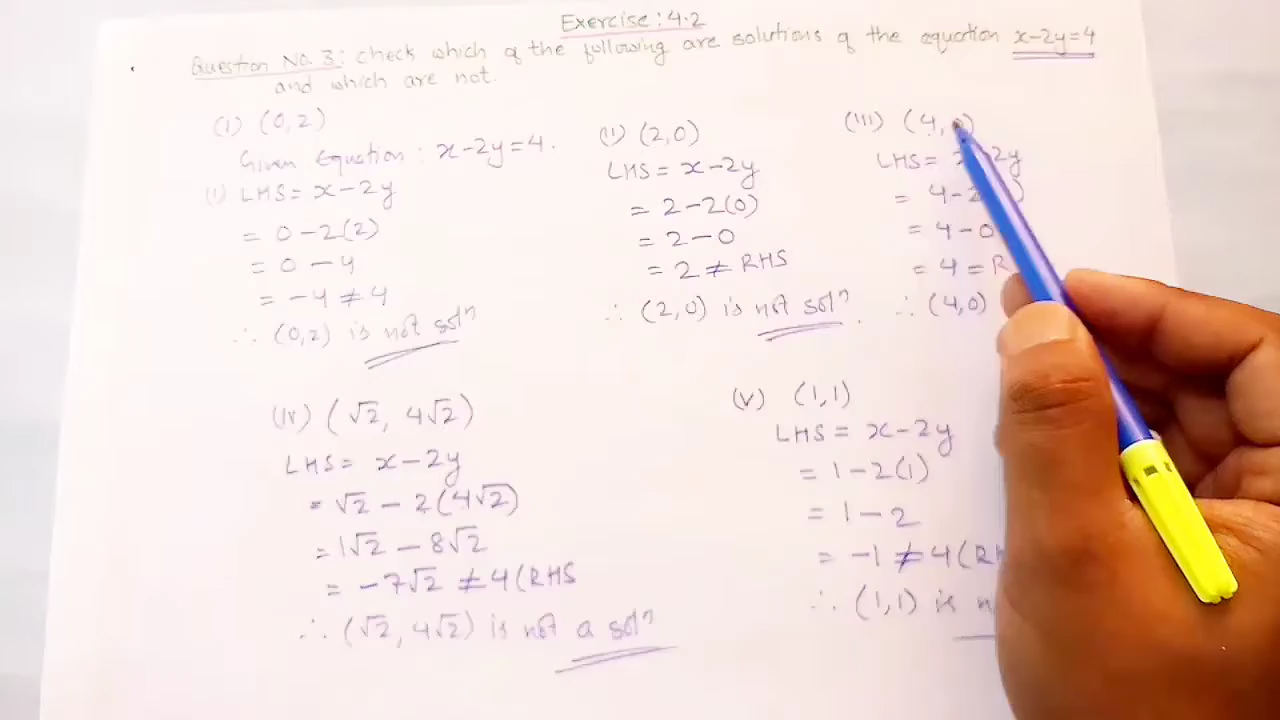 Exercise: 4.2
Question No. 3: check which of the following are solutions of the equation x-2y=4
and which are not.
(i) (0,2)
Given Equation: x-2y=4.
(i) LHS = x-2y
= 0-2(2)
= 0-4
= -4 ≠ 4
∴ (0,2) is not solⁿ
(ii) (2,0)
LHS = x-2y
= 2-2(0)
= 2-0
= 2 ≠ RHS
∴ (2,0) is not solⁿ.
(iii) (4,
LHS = x-2y
= 4-2
= 4-0
= 4 = R
∴ (4,0)
(iv) (√2, 4√2)
LHS = x-2y
= √2 - 2(4√2)
= 1√2 - 8√2
= -7√2 ≠ 4(RHS
∴ (√2, 4√2) is not a solⁿ
(v) (1,1)
LHS = x-2y
= 1-2(1)
= 1-2
= -1 ≠ 4(RH
∴ (1,1) is n